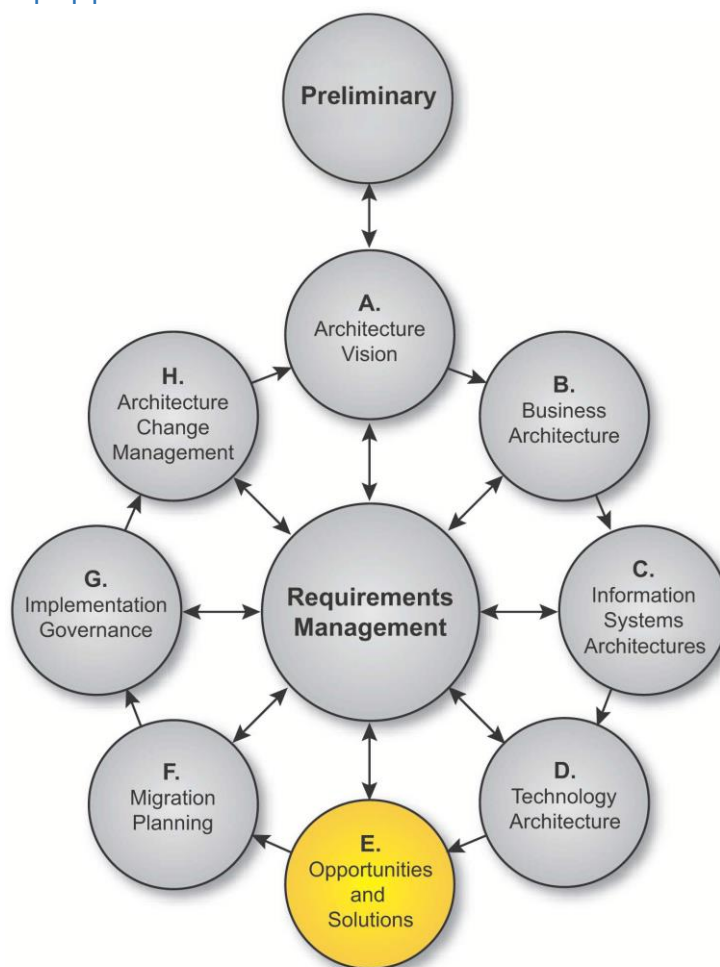 Preliminary
A.
Architecture
Vision
B.
Business
Architecture
C.
Information
Systems
Architectures
D.
Technology
Architecture
E.
Opportunities
and
Solutions
F.
Migration
Planning
G.
Implementation
Governance
H.
Architecture
Change
Management
Requirements
Management